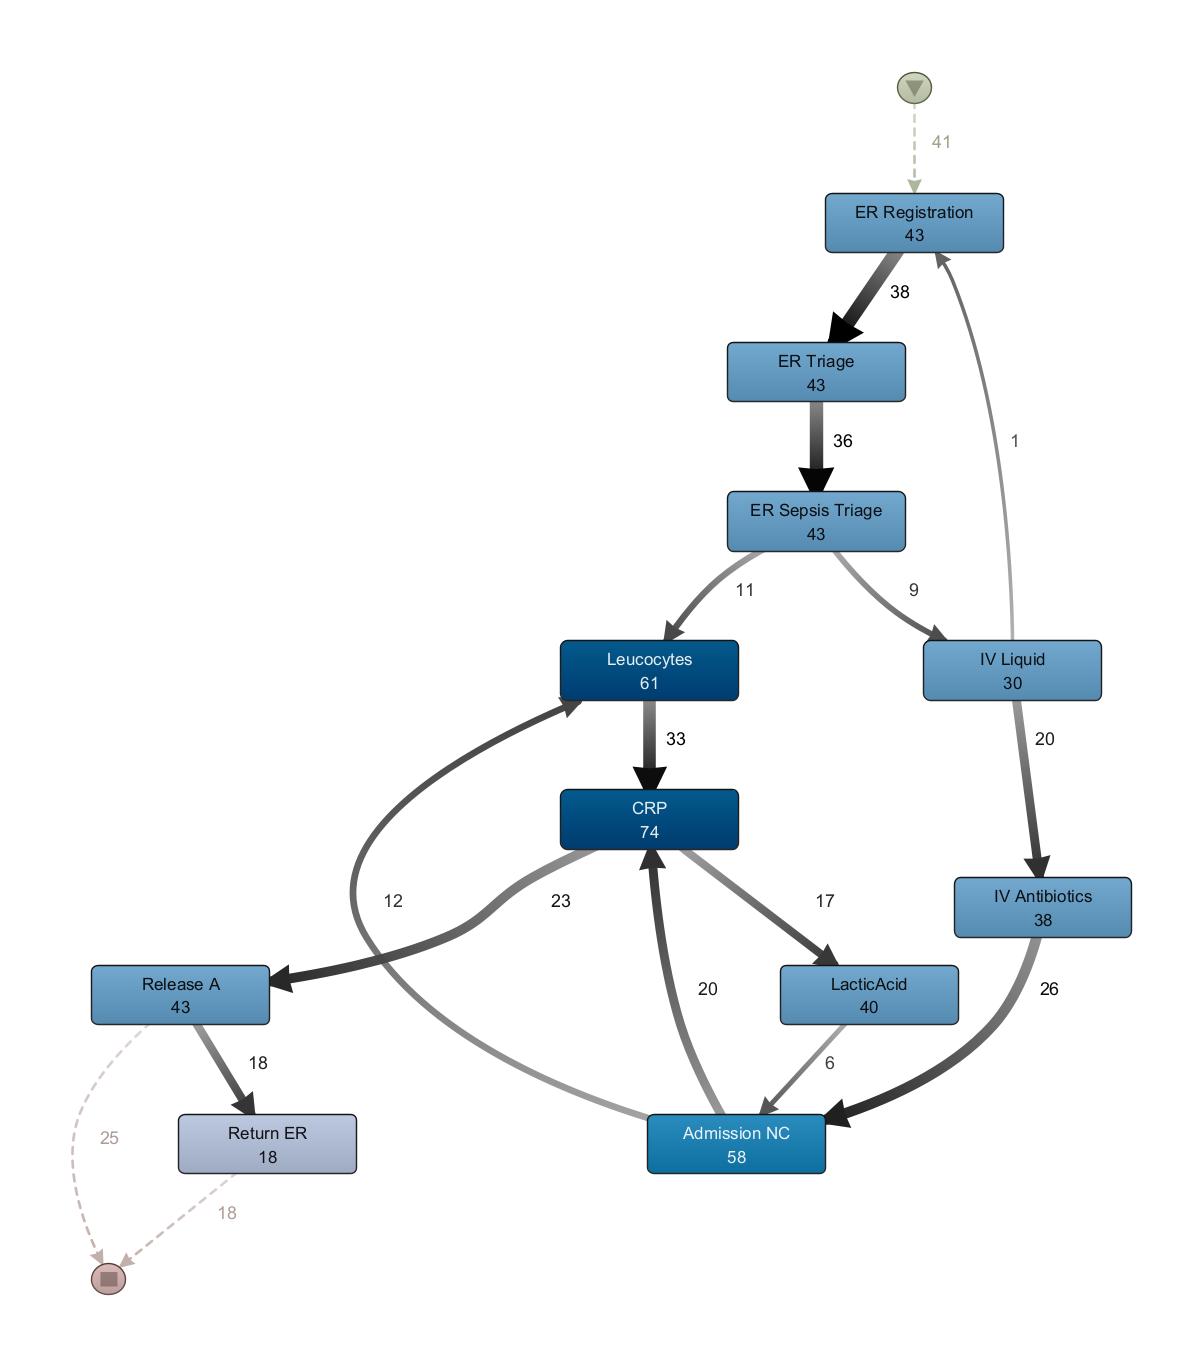 41
ER Registration
43
38
ER Triage
43
36
1
ER Sepsis Triage
43
11
9
Leucocytes
61
IV Liquid
30
33
20
CRP
74
12
23
17
IV Antibiotics
38
Release A
43
20
LacticAcid
40
26
18
6
25
Return ER
18
Admission NC
58
18